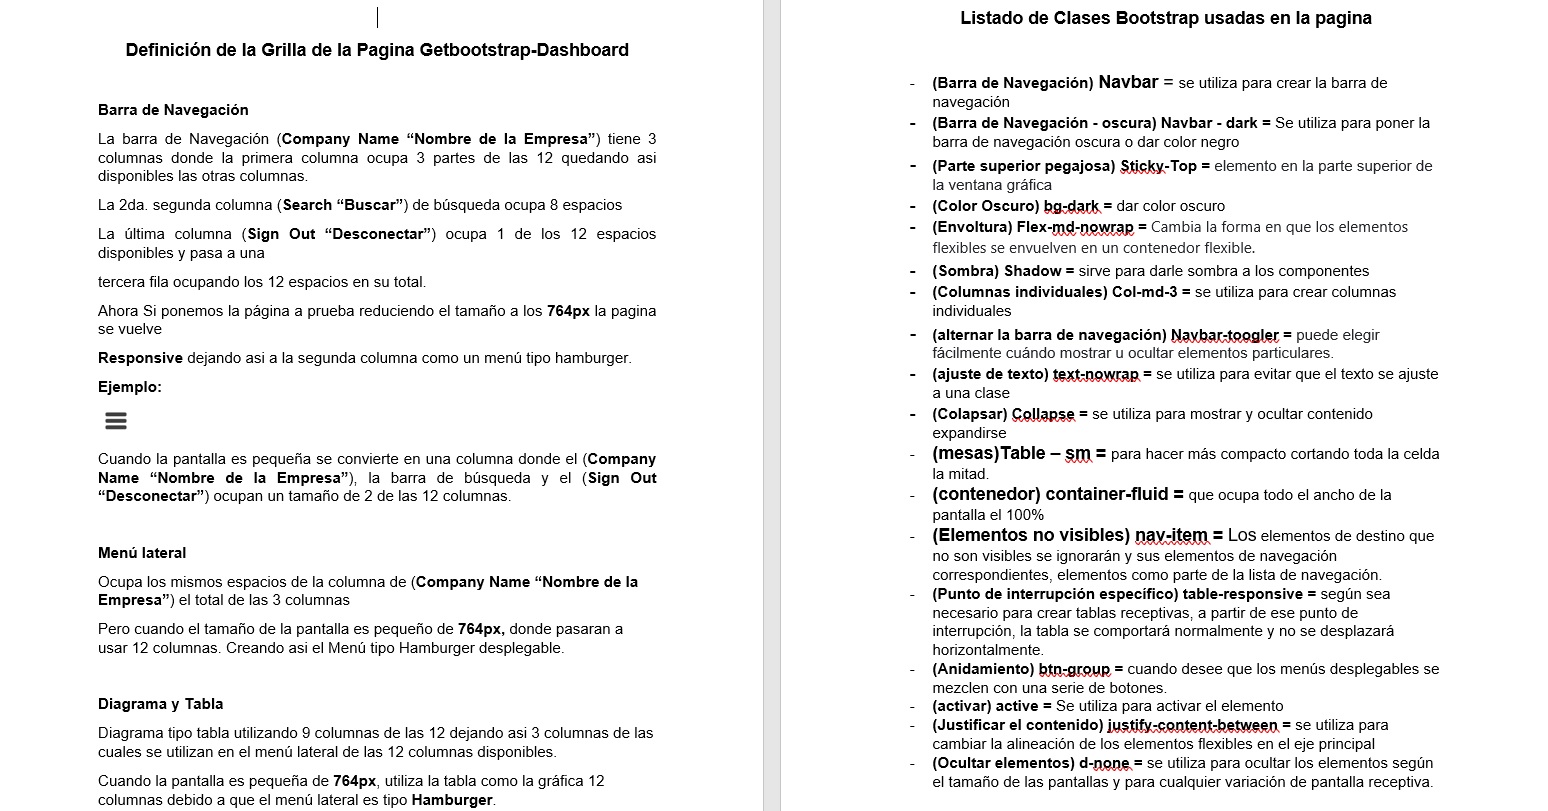 Definición de la Grilla de la Pagina Getbootstrap-Dashboard
Barra de Navegación
La barra de Navegación (Company Name “Nombre de la Empresa”) tiene 3
columnas donde la primera columna ocupa 3 partes de las 12 quedando asi
disponibles las otras columnas.
La 2da. segunda columna (Search “Buscar”) de búsqueda ocupa 8 espacios
La última columna (Sign Out “Desconectar”) ocupa 1 de los 12 espacios
disponibles y pasa a una
tercera fila ocupando los 12 espacios en su total.
Ahora Si ponemos la página a prueba reduciendo el tamaño a los 764px la pagina
se vuelve
Responsive dejando asi a la segunda columna como un menú tipo hamburger.
Ejemplo:
Cuando la pantalla es pequeña se convierte en una columna donde el (Company
Name “Nombre de la Empresa”), la barra de búsqueda y el (Sign Out
“Desconectar”) ocupan un tamaño de 2 de las 12 columnas.
Menú lateral
Ocupa los mismos espacios de la columna de (Company Name “Nombre de la
Empresa”) el total de las 3 columnas
Pero cuando el tamaño de la pantalla es pequeño de 764px, donde pasaran a
usar 12 columnas. Creando asi el Menú tipo Hamburger desplegable.
Diagrama y Tabla
Diagrama tipo tabla utilizando 9 columnas de las 12 dejando asi 3 columnas de las
cuales se utilizan en el menú lateral de las 12 columnas disponibles.
Cuando la pantalla es pequeña de 764px, utiliza la tabla como la gráfica 12
columnas debido a que el menú lateral es tipo Hamburger.
Listado de Clases Bootstrap usadas en la pagina
- (Barra de Navegación) Navbar = se utiliza para crear la barra de
navegación
- (Barra de Navegación - oscura) Navbar - dark = Se utiliza para poner la
barra de navegación oscura o dar color negro
- (Parte superior pegajosa) Sticky-Top = elemento en la parte superior de
la ventana gráfica
- (Color Oscuro) bg-dark = dar color oscuro
- (Envoltura) Flex-md-nowrap = Cambia la forma en que los elementos
flexibles se envuelven en un contenedor flexible.
- (Sombra) Shadow = sirve para darle sombra a los componentes
- (Columnas individuales) Col-md-3 = se utiliza para crear columnas
individuales
- (alternar la barra de navegación) Navbar-toogler = puede elegir
fácilmente cuándo mostrar u ocultar elementos particulares.
- (ajuste de texto) text-nowrap = se utiliza para evitar que el texto se ajuste
a una clase
- (Colapsar) Collapse = se utiliza para mostrar y ocultar contenido
expandirse
- (mesas)Table – sm = para hacer más compacto cortando toda la celda
la mitad.
- (contenedor) container-fluid = que ocupa todo el ancho de la
pantalla el 100%
- (Elementos no visibles) nav-item = Los elementos de destino que
no son visibles se ignorarán y sus elementos de navegación
correspondientes, elementos como parte de la lista de navegación.
- (Punto de interrupción específico) table-responsive = según sea
necesario para crear tablas receptivas, a partir de ese punto de
interrupción, la tabla se comportará normalmente y no se desplazará
horizontalmente.
- (Anidamiento) btn-group = cuando desee que los menús desplegables se
mezclen con una serie de botones.
- (activar) active = Se utiliza para activar el elemento
- (Justificar el contenido) justify-content-between = se utiliza para
cambiar la alineación de los elementos flexibles en el eje principal
- (Ocultar elementos) d-none = se utiliza para ocultar los elementos según
el tamaño de las pantallas y para cualquier variación de pantalla receptiva.